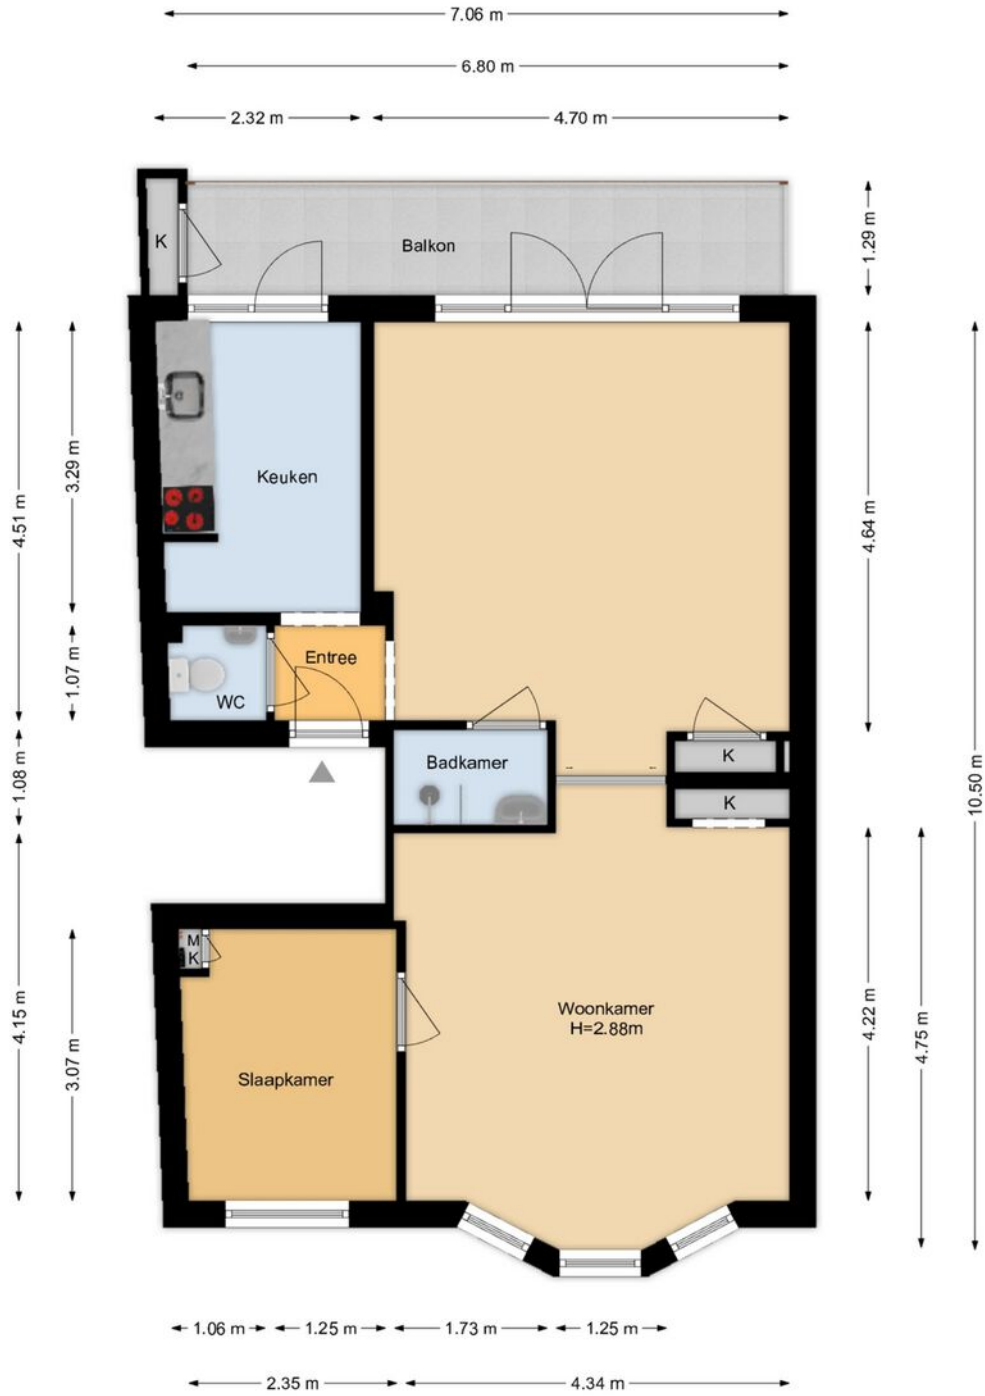 7.06 m
6.80 m
2.32 m
4.70 m
K
Balkon
1.29 m
3.29 m
4.51 m
Keuken
4.64 m
Entree
WC
1.07 m
Badkamer
K
K
1.08 m
10.50 m
M
K
Woonkamer
H=2.88m
4.15 m
3.07 m
Slaapkamer
4.22 m
4.75 m
1.06 m
1.25 m
1.73 m
1.25 m
2.35 m
4.34 m